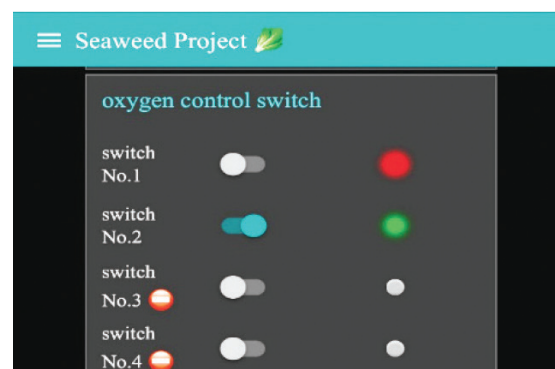 Seaweed Project
oxygen control switch
switch
No.1
switch
No.2
switch
No.3
switch
No.4